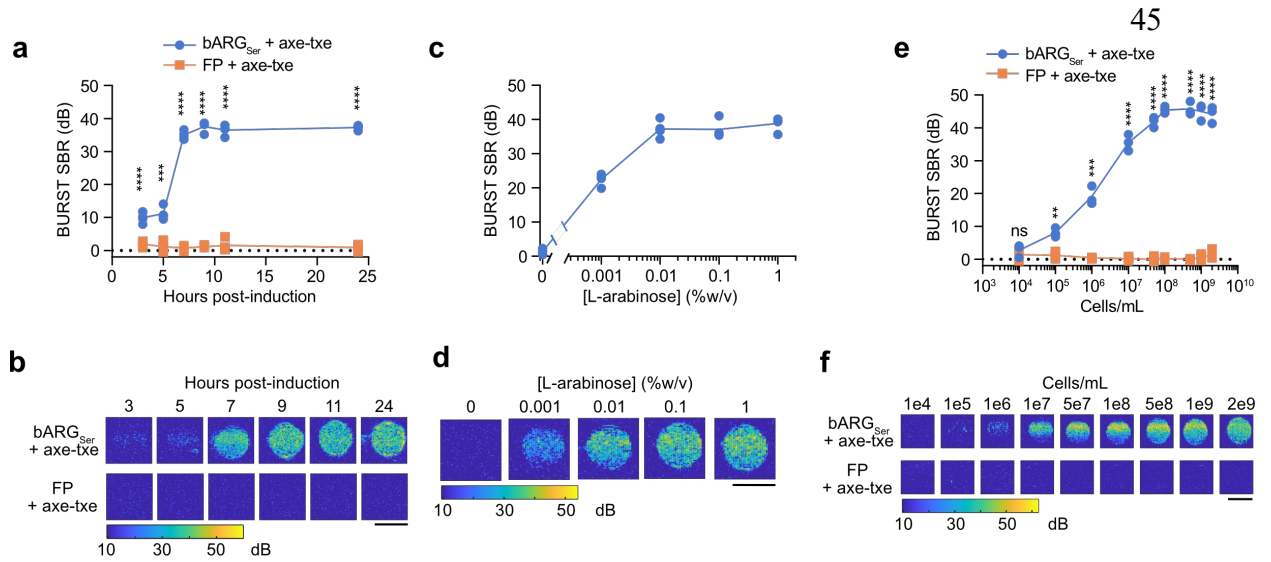 45
a
bARGSer + axe-txe
FP + axe-txe
BURST SBR (dB)
50
40
30
20
10
0
**** *** **** **** **** ****
0 5 10 15 20 25
Hours post-induction
c
BURST SBR (dB)
50
40
30
20
10
0
0 0.001 0.01 0.1 1
[L-arabinose] (%w/v)
e
bARGSer + axe-txe
FP + axe-txe
BURST SBR (dB)
50
40
30
20
10
0
ns ** *** **** **** **** **** **** ****
10³ 10⁴ 10⁵ 10⁶ 10⁷ 10⁸ 10⁹ 10¹⁰
Cells/mL
b
Hours post-induction
3 5 7 9 11 24
bARGSer
+ axe-txe
FP
+ axe-txe
10 30 50 dB
d
[L-arabinose] (%w/v)
0 0.001 0.01 0.1 1
10 30 50 dB
f
Cells/mL
1e4 1e5 1e6 1e7 5e7 1e8 5e8 1e9 2e9
bARGSer
+ axe-txe
FP
+ axe-txe
10 30 50 dB